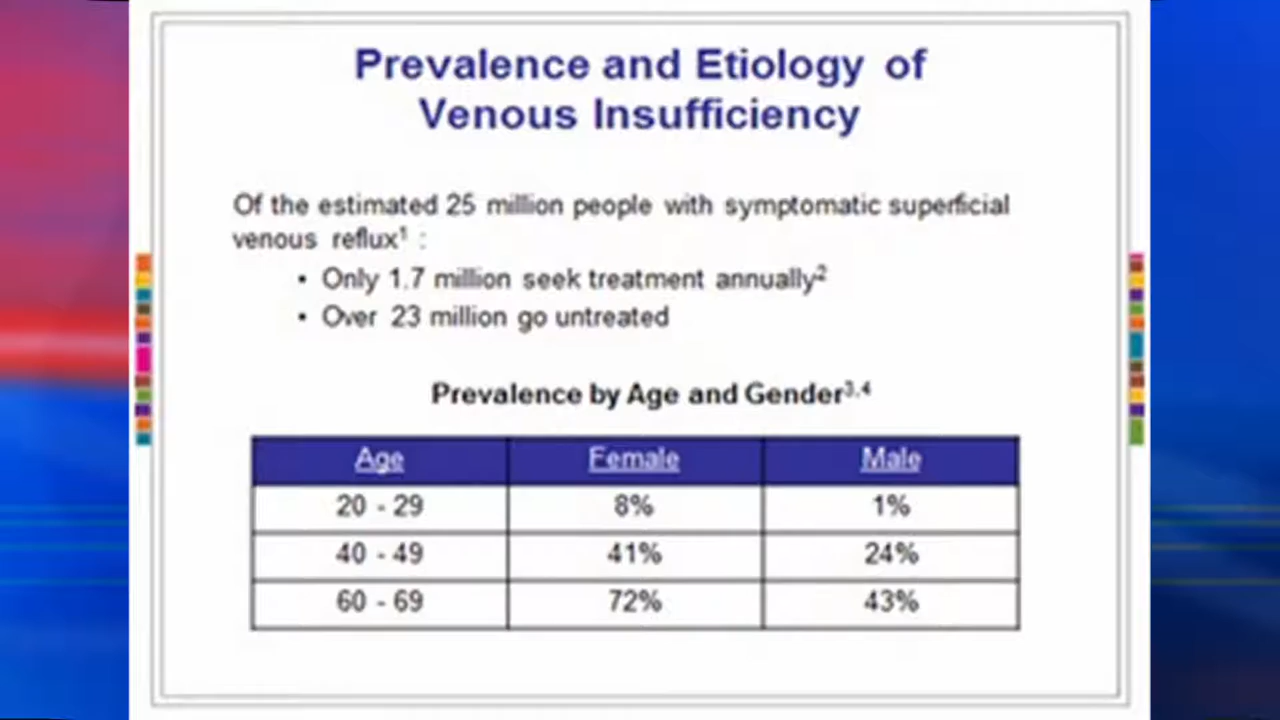 Prevalence and Etiology of
Venous Insufficiency
Of the estimated 25 million people with symptomatic superficial
venous reflux¹ :
• Only 1.7 million seek treatment annually²
• Over 23 million go untreated
Prevalence by Age and Gender³,⁴
Age Female Male
20 - 29 8% 1%
40 - 49 41% 24%
60 - 69 72% 43%